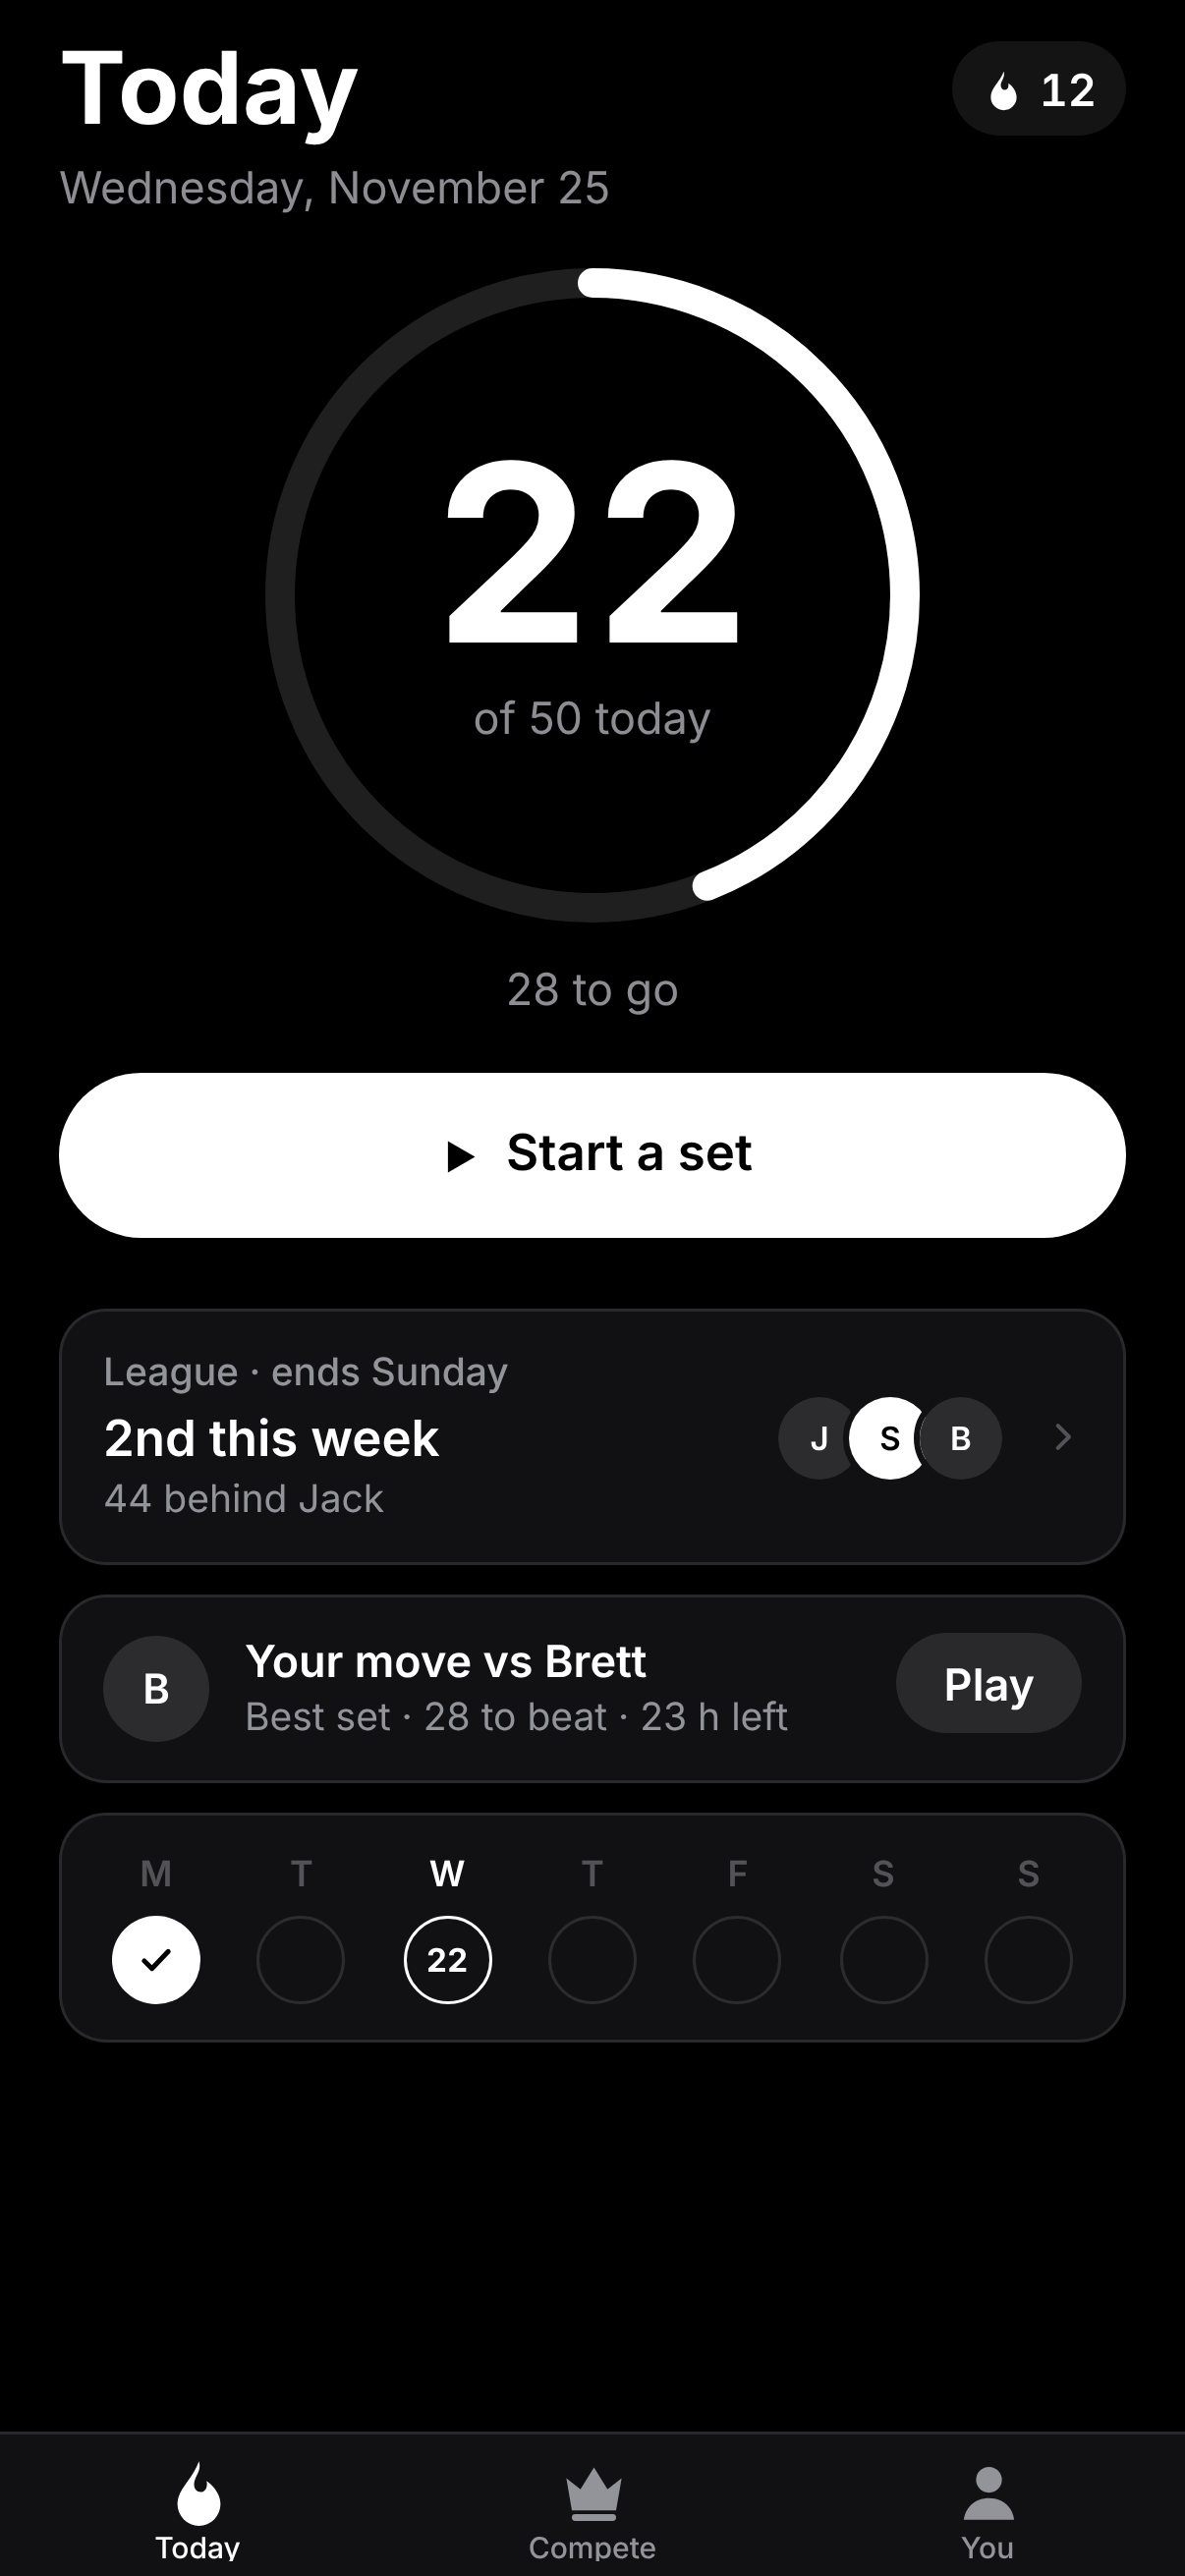 Today
12
Wednesday, November 25
22
of 50 today
28 to go
Start a set
League · ends Sunday
2nd this week
44 behind Jack
J S B
B
Your move vs Brett
Best set · 28 to beat · 23 h left
Play
M T W T F S S
22
Today Compete You